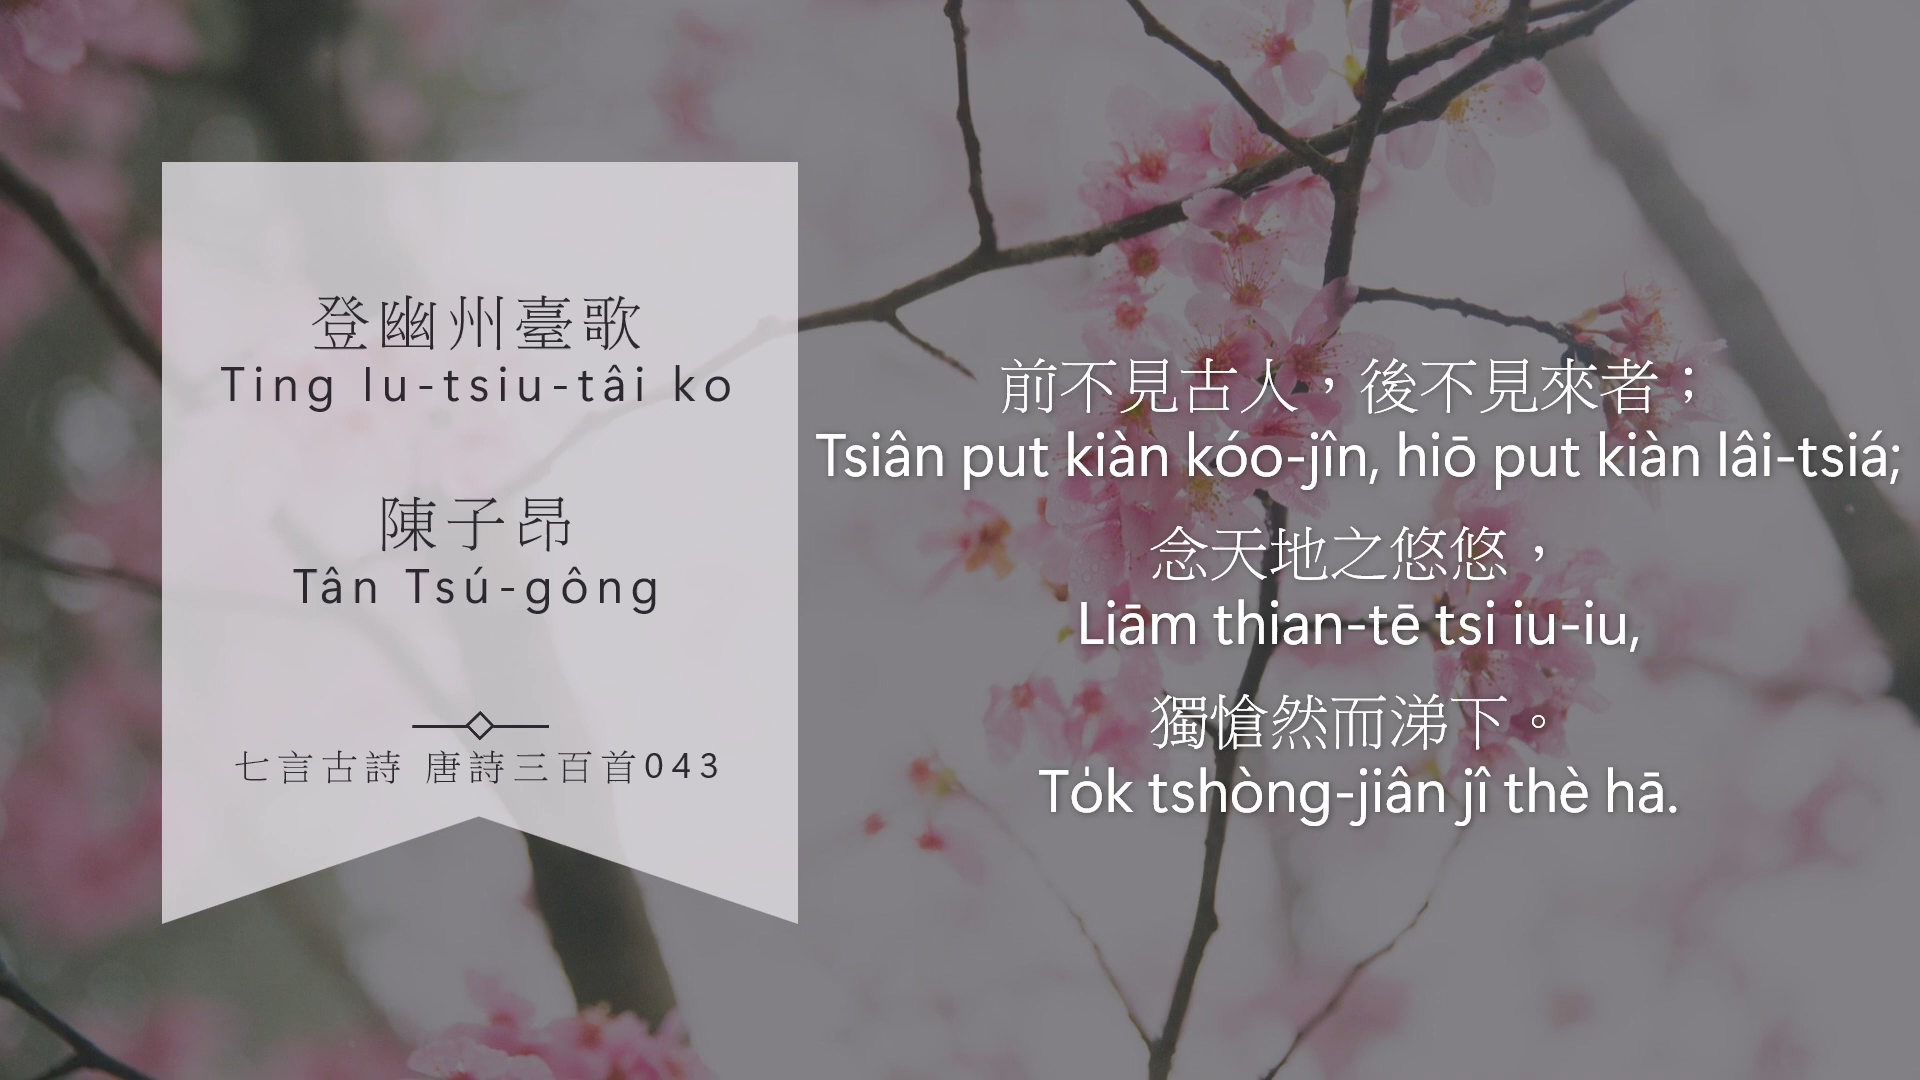 登幽州臺歌
Ting Iu-tsiu-tâi ko
陳子昂
Tân Tsú-gông
七言古詩 唐詩三百首043
前不見古人，後不見來者；
Tsiân put kiàn kóo-jîn, hiō put kiàn lâi-tsiá;
念天地之悠悠，
Liām thian-tē tsi iu-iu,
獨愴然而涕下。
To̍k tshòng-jiân jî thè hā.